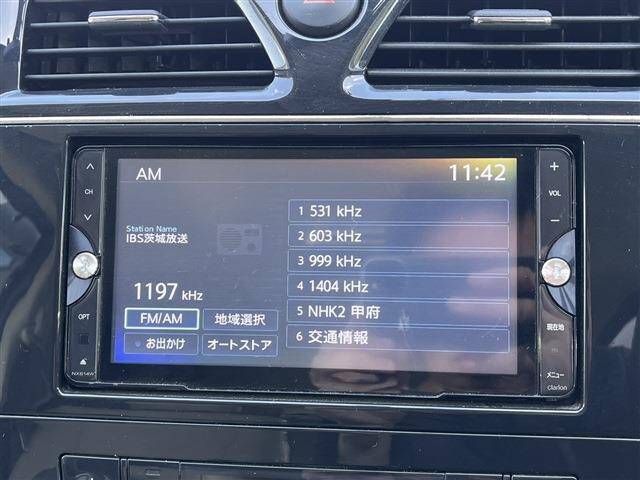 AM
11:42
CH
OPT
NX614W
Station Name
IBS茨城放送
1197 kHz
FM/AM
地域選択
お出かけ
オートストア
1 531 kHz
2 603 kHz
3 999 kHz
4 1404 kHz
5 NHK2 甲府
6 交通情報
+
VOL
−
現在地
メニュー
clarion